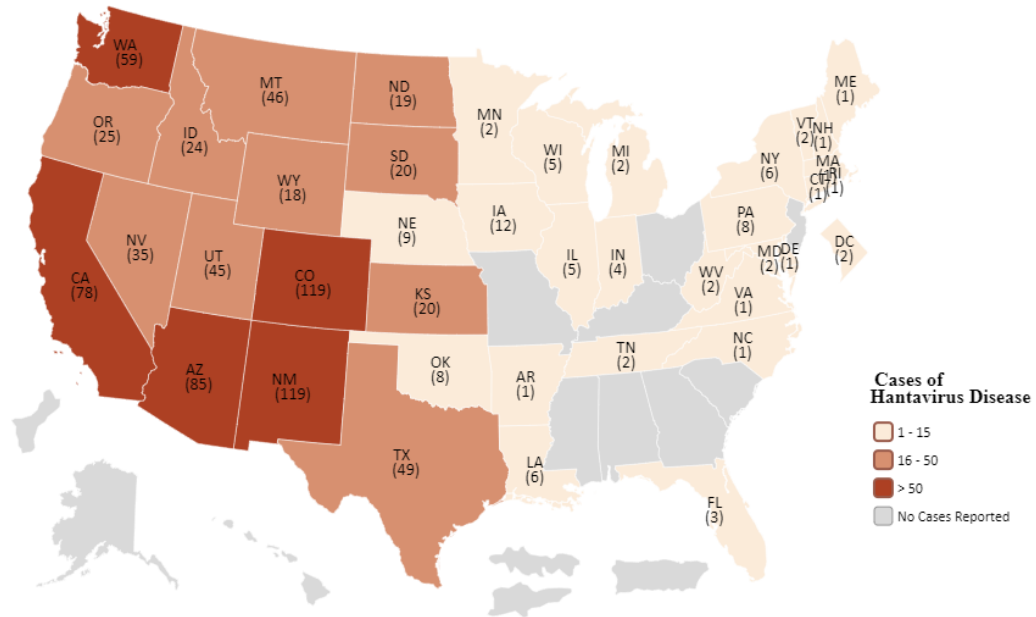 WA
(59)
MT
(46)
ND
(19)
MN
(2)
ME
(1)
OR
(25)
ID
(24)
SD
(20)
WI
(5)
MI
(2)
VT
(2)
NH
(1)
NY
(6)
MA
(1)
RI
(1)
CT
(1)
WY
(18)
IA
(12)
NE
(9)
PA
(8)
NV
(35)
UT
(45)
CO
(119)
KS
(20)
IL
(5)
IN
(4)
MD
(2)
DE
(1)
DC
(2)
CA
(78)
WV
(2)
VA
(1)
AZ
(85)
NM
(119)
OK
(8)
AR
(1)
TN
(2)
NC
(1)
TX
(49)
LA
(6)
FL
(3)
Cases of
Hantavirus Disease
1 - 15
16 - 50
> 50
No Cases Reported